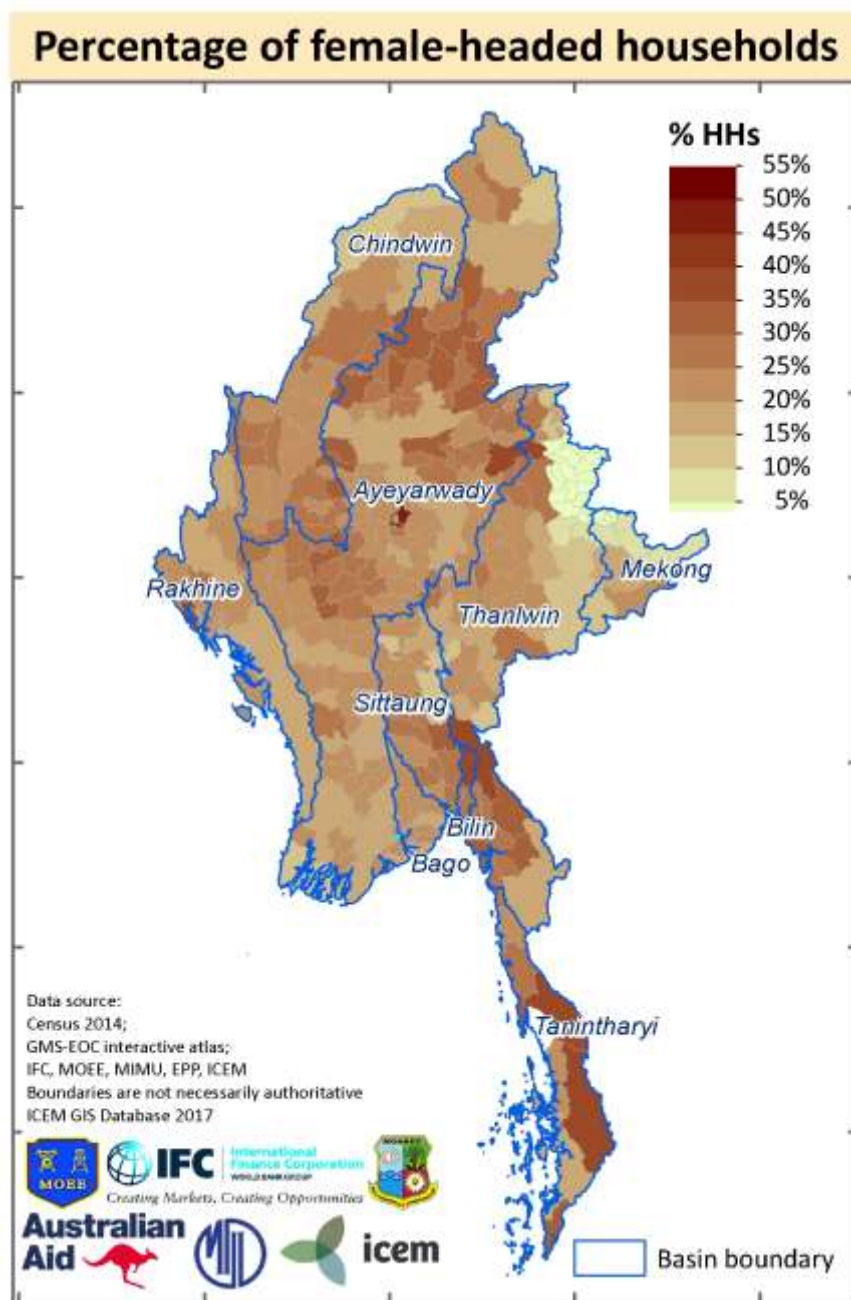 Percentage of female-headed households
% HHs
55%
50%
45%
40%
35%
30%
25%
20%
15%
10%
5%
Chindwin
Ayeyarwady
Rakhine
Mekong
Thanlwin
Sittaung
Bilin
Bago
Tanintharyi
Data source:
Census 2014;
GMS-EOC interactive atlas;
IFC, MOEE, MIMU, EPP, ICEM
Boundaries are not necessarily authoritative
ICEM GIS Database 2017
MOEE
IFC
International
Finance Corporation
WORLD BANK GROUP
Creating Markets, Creating Opportunities
Australian
Aid
icem
Basin boundary